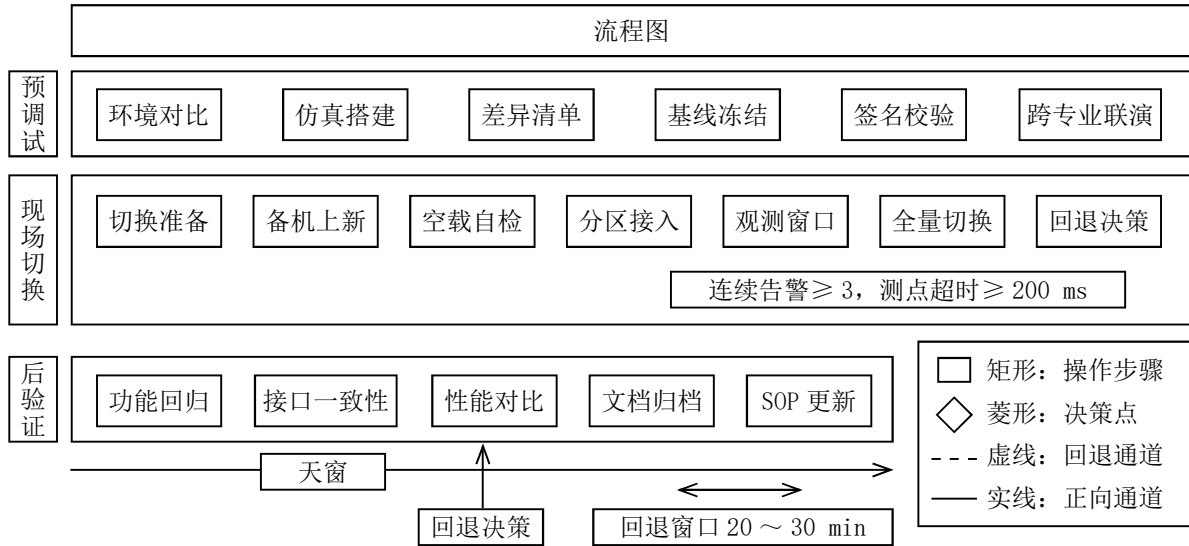 流程图
预调试
环境对比 仿真搭建 差异清单 基线冻结 签名校验 跨专业联演
现场切换
切换准备 备机上新 空载自检 分区接入 观测窗口 全量切换 回退决策
连续告警≥3，测点超时≥200 ms
后验证
功能回归 接口一致性 性能对比 文档归档 SOP 更新
天窗
回退决策
回退窗口 20～30 min
矩形：操作步骤
菱形：决策点
虚线：回退通道
实线：正向通道